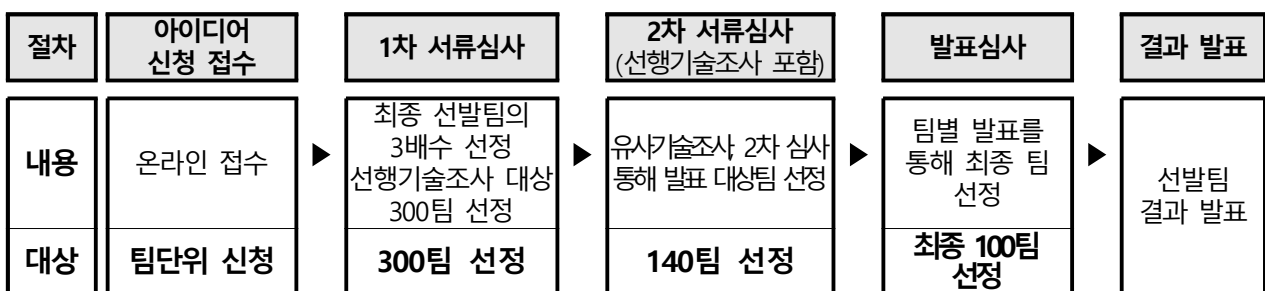 절차
아이디어
신청 접수
1차 서류심사
2차 서류심사
(선행기술조사 포함)
발표심사
결과 발표
내용
온라인 접수
▶
최종 선발팀의
3배수 선정
선행기술조사 대상
300팀 선정
▶
유사기술조사, 2차 심사
통해 발표 대상팀 선정
▶
팀별 발표를
통해 최종 팀
선정
▶
선발팀
결과 발표
대상
팀단위 신청
300팀 선정
140팀 선정
최종 100팀
선정